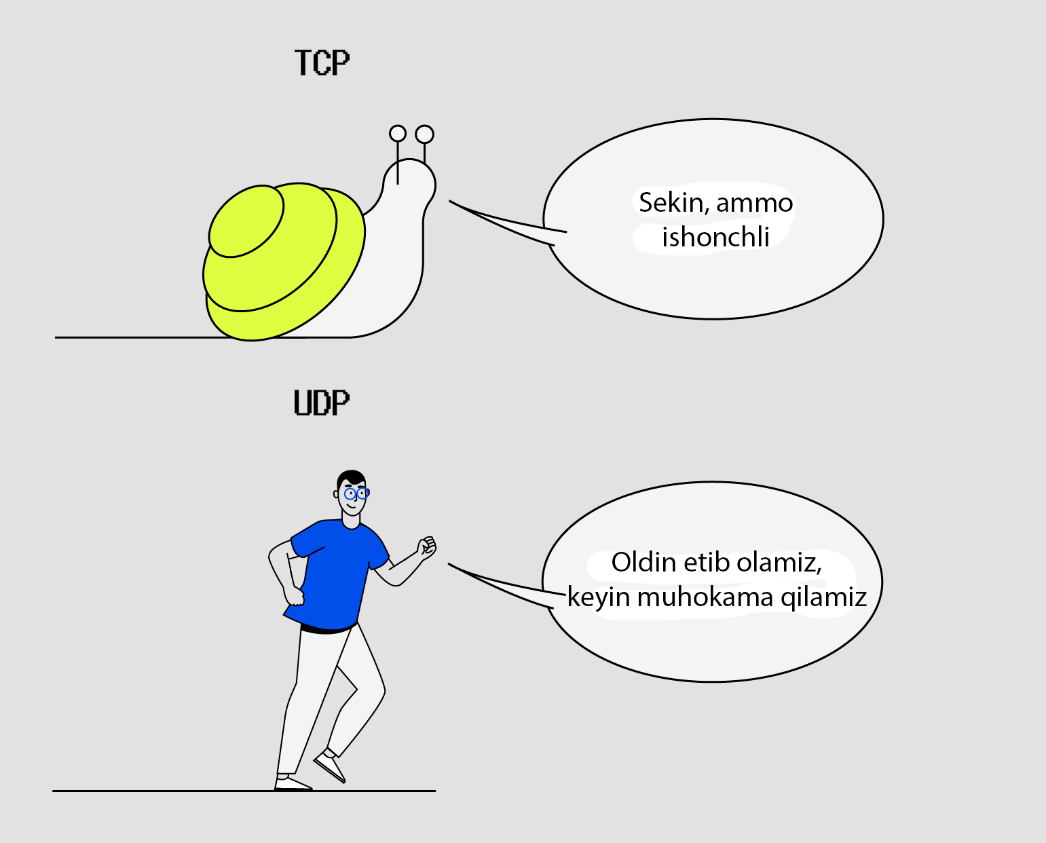 TCP
Sekin, ammo
ishonchli
UDP
Oldin etib olamiz,
keyin muhokama qilamiz